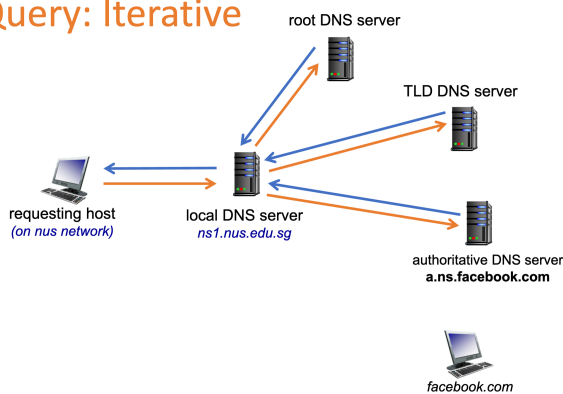 Query: Iterative
root DNS server
TLD DNS server
requesting host
(on nus network)
local DNS server
ns1.nus.edu.sg
authoritative DNS server
a.ns.facebook.com
facebook.com